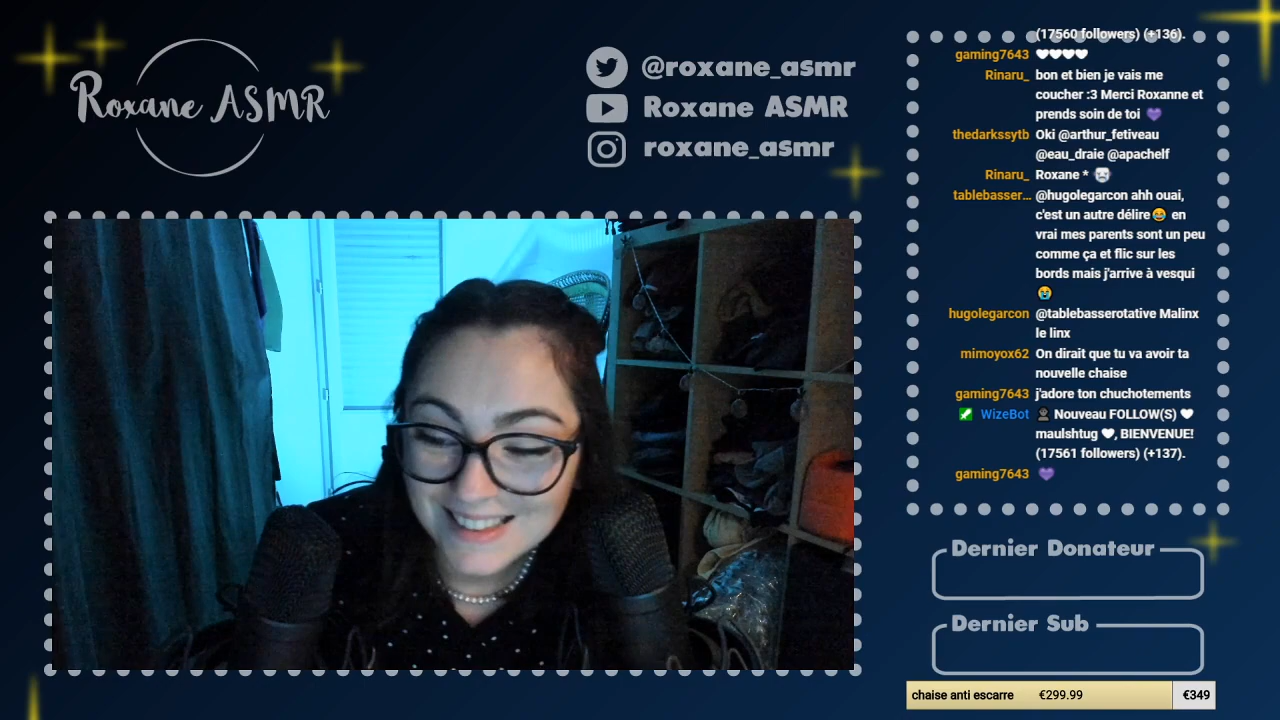 Roxane ASMR
@roxane_asmr
Roxane ASMR
roxane_asmr
(17560 followers) (+136).
gaming7643 🤍🤍🤍🤍
Rinaru_ bon et bien je vais me
coucher :3 Merci Roxanne et
prends soin de toi 💜
thedarkssytb Oki @arthur_fetiveau
@eau_draie @apachelf
Rinaru_ Roxane *
tablebasser... @hugolegarcon ahh ouai,
c'est un autre délire😂 en
vrai mes parents sont un peu
comme ça et flic sur les
bords mais j'arrive à vesqui
😭
hugolegarcon @tablebasserotative Malinx
le linx
mimoyox62 On dirait que tu va avoir ta
nouvelle chaise
gaming7643 j'adore ton chuchotements
WizeBot Nouveau FOLLOW(S) 🤍
maulshtug 🤍, BIENVENUE!
(17561 followers) (+137).
gaming7643 💜
Dernier Donateur
Dernier Sub
chaise anti escarre €299.99 €349